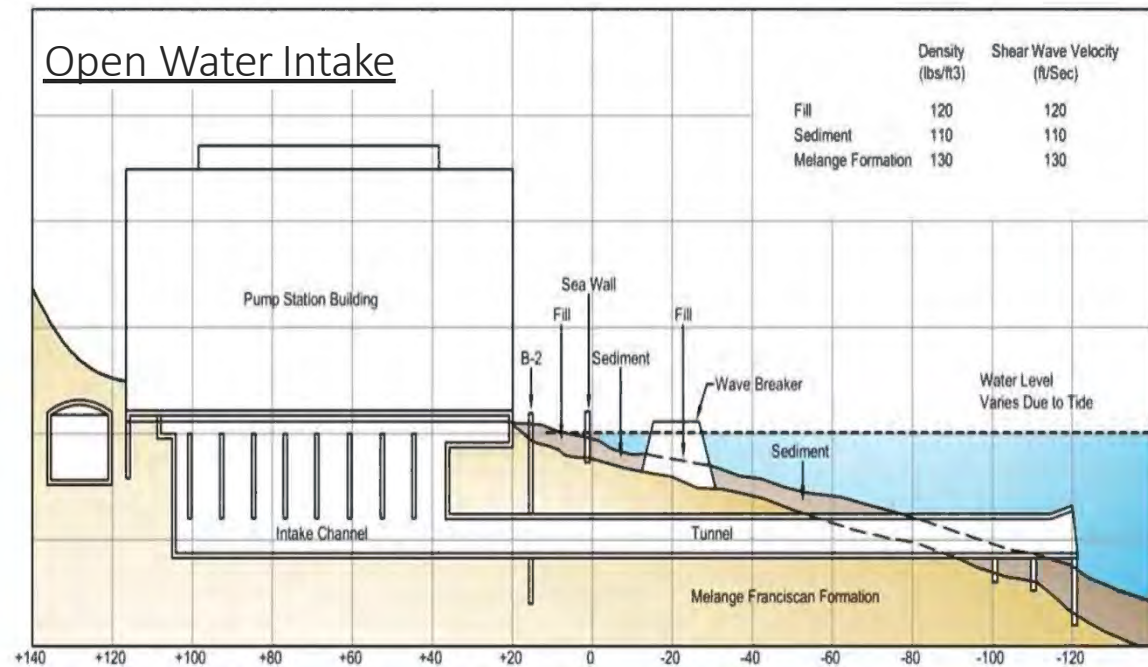 Open Water Intake
Density Shear Wave Velocity
(lbs/ft3) (ft/Sec)
Fill 120 120
Sediment 110 110
Melange Formation 130 130
Pump Station Building
Sea Wall
Fill
Fill
B-2
Sediment
Wave Breaker
Water Level
Varies Due to Tide
Sediment
Intake Channel
Tunnel
Melange Franciscan Formation
+140 +120 +100 +80 +60 +40 +20 0 -20 -40 -60 -80 -100 -120